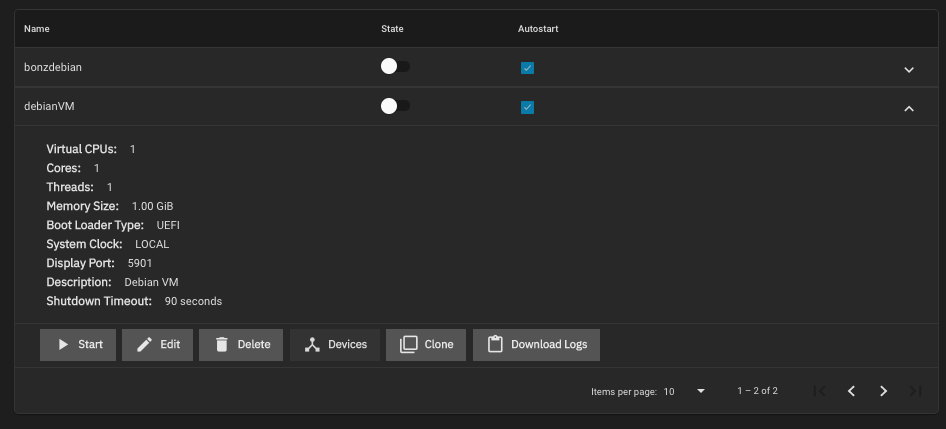 Name State Autostart
bonzdebian
debianVM
Virtual CPUs: 1
Cores: 1
Threads: 1
Memory Size: 1.00 GiB
Boot Loader Type: UEFI
System Clock: LOCAL
Display Port: 5901
Description: Debian VM
Shutdown Timeout: 90 seconds
Start Edit Delete Devices Clone Download Logs
Items per page: 10 1 – 2 of 2